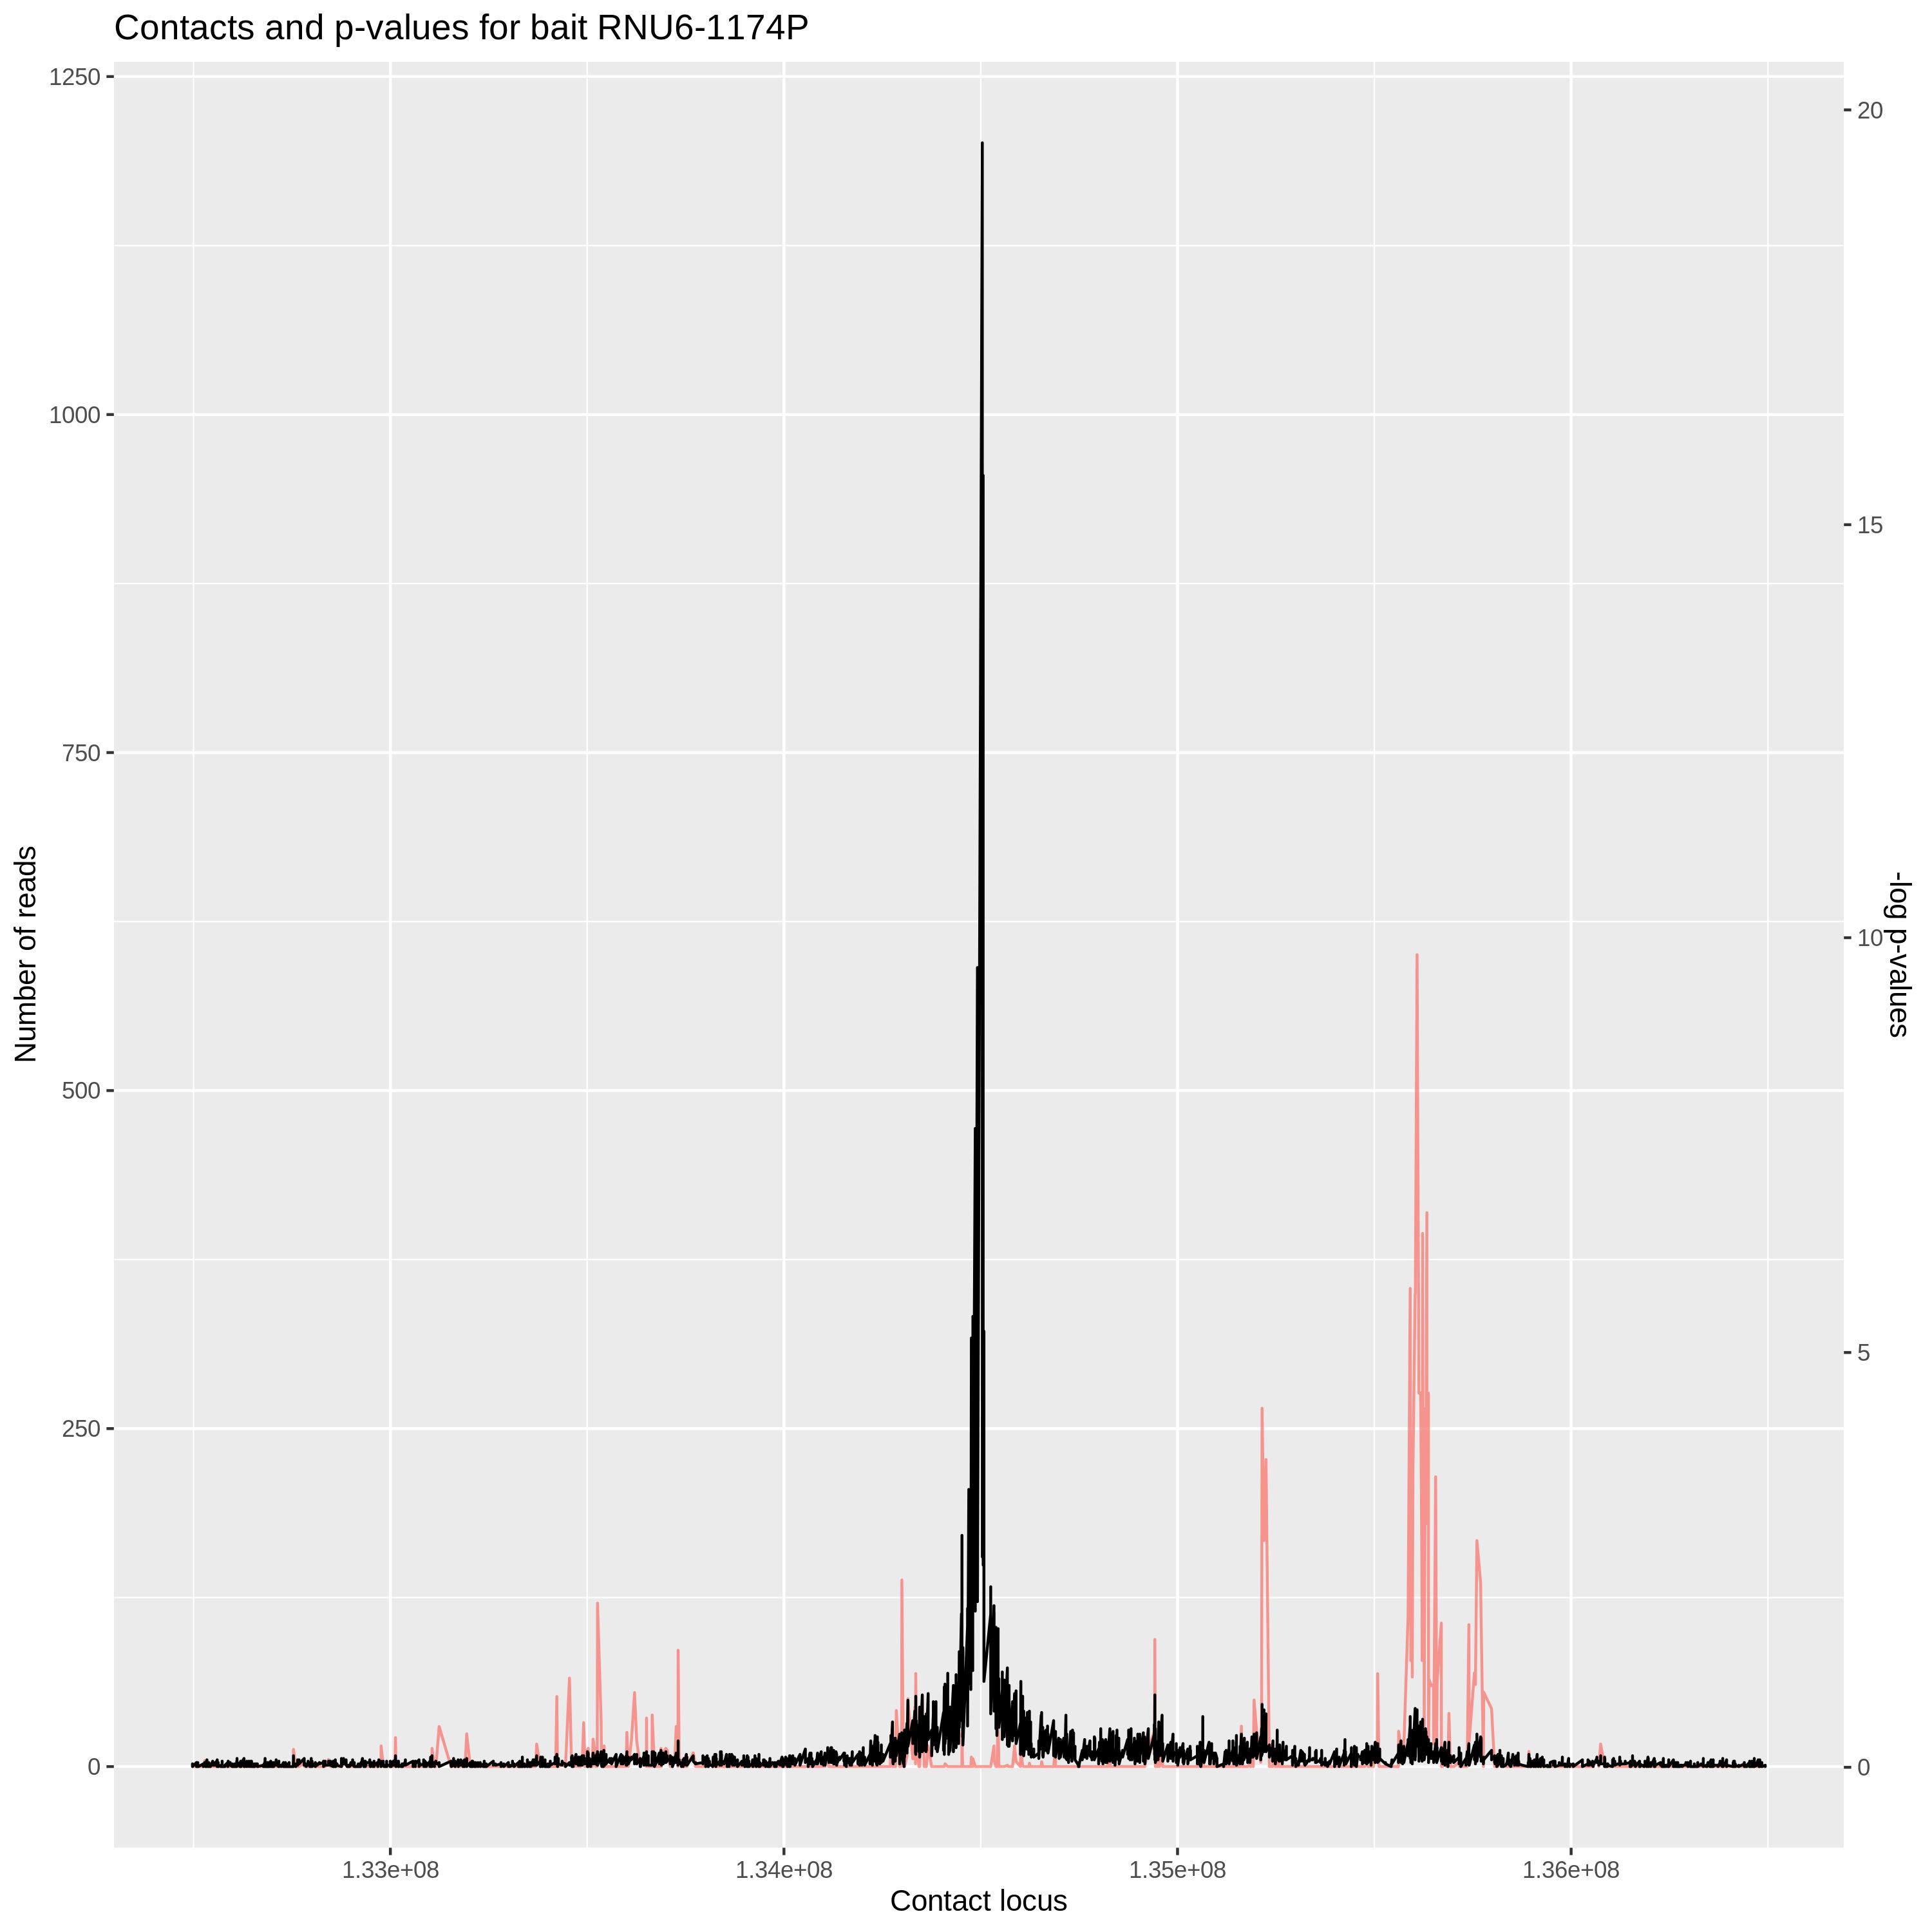 Contacts and p-values for bait RNU6-1174P
1250
1000
750
500
250
0
Number of reads
20
15
10
5
0
-log p-values
1.33e+08
1.34e+08
1.35e+08
1.36e+08
Contact locus